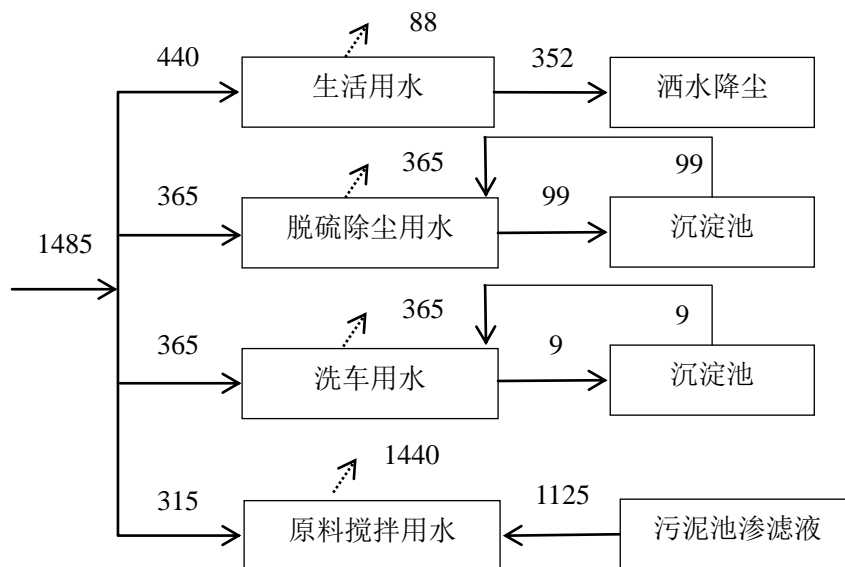 88
440
生活用水
352
洒水降尘
365
365
脱硫除尘用水
99
99
沉淀池
1485
365
365
洗车用水
9
9
沉淀池
1440
315
原料搅拌用水
1125
污泥池渗滤液